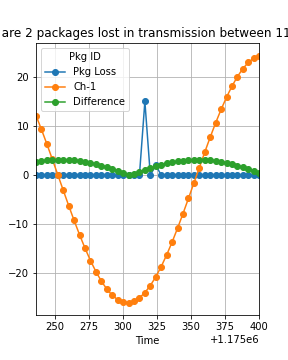 are 2 packages lost in transmission between 11
Pkg ID
Pkg Loss
Ch-1
Difference
20
10
0
−10
−20
250 275 300 325 350 375 400
Time
+1.175e6